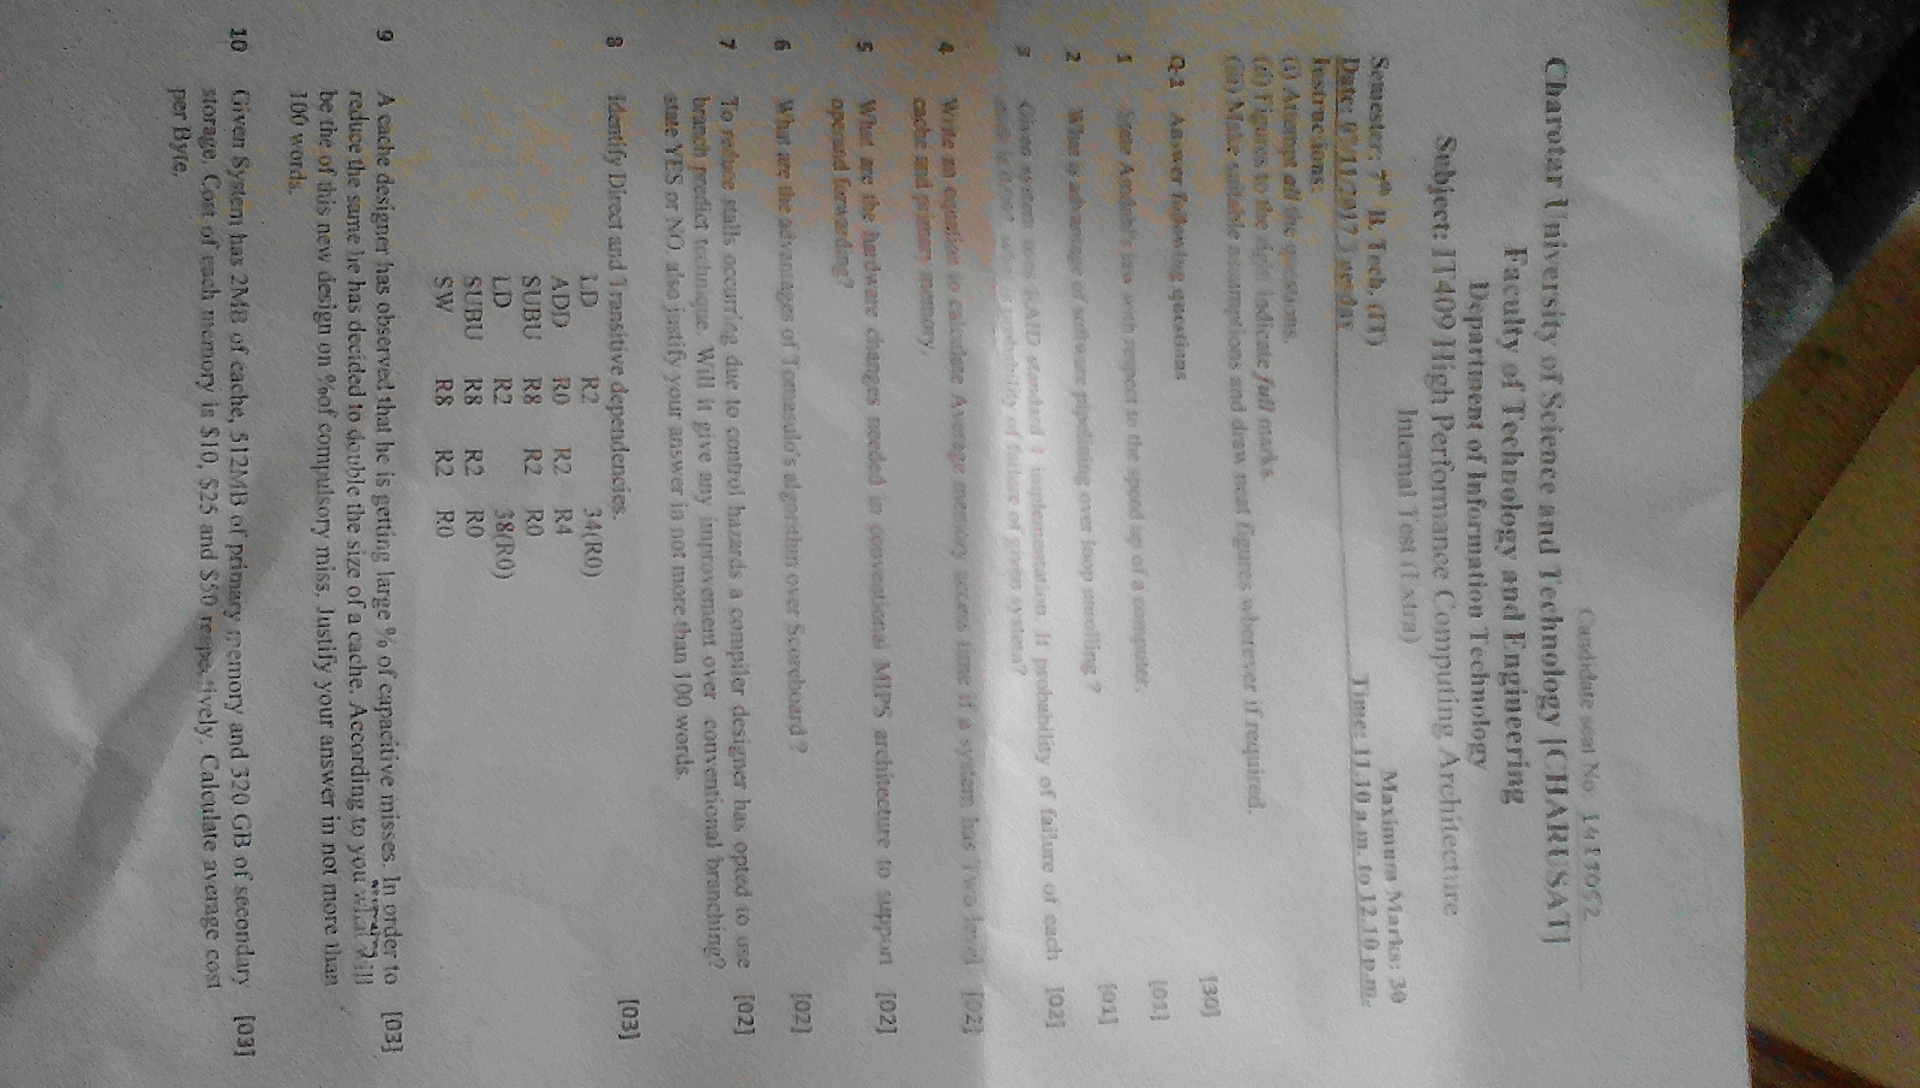 Candidate seat No:
Charotar University of Science and Technology [CHARUSAT]
Faculty of Technology and Engineering
Department of Information Technology
Subject: IT409 High Performance Computing Architecture
Internal Test (Extra)
Semester: 7th B. Tech. (IT)
Maximum Marks: 30
Date: 07/11/2017 Tuesday
Time: 11.10 a.m. to 12.10 p.m.
Instructions:
(i) Attempt all the questions.
(ii) Figures to the right indicate full marks.
(iii) Make suitable assumptions and draw neat figures wherever if required.
Q-1 Answer following questions [30]
1 State Amdahl's law with respect to the speed up of a computer. [01]
2 What is advantage of software pipelining over loop unrolling ? [01]
3 Given system uses RAID standard 1 implementation. If probability of failure of each [02]
is what is probability of failure of given system?
4 Write an equation to calculate Average memory access time if a system has Two level [02]
cache and primary memory.
5 What are the hardware changes needed in conventional MIPS architecture to support [02]
operand forwarding?
6 What are the advantages of Tomasulo's algorithm over Scoreboard ? [02]
7 To reduce stalls occurring due to control hazards a compiler designer has opted to use [02]
branch predict technique. Will it give any improvement over conventional branching?
state YES or NO also justify your answer in not more than 100 words.
8 Identify Direct and Transitive dependencies. [03]
LD R2 34(R0)
ADD R0 R2 R4
SUBU R8 R2 R0
LD R2 38(R0)
SUBU R8 R2 R0
SW R8 R2 R0
9 A cache designer has observed that he is getting large % of capacitive misses. In order to [03]
reduce the same he has decided to double the size of a cache. According to you what will
be the of this new design on %of compulsory miss. Justify your answer in not more than
100 words.
10 Given System has 2MB of cache, 512MB of primary memory and 320 GB of secondary [03]
storage. Cost of each memory is $10, $25 and $50 respectively. Calculate average cost
per Byte.